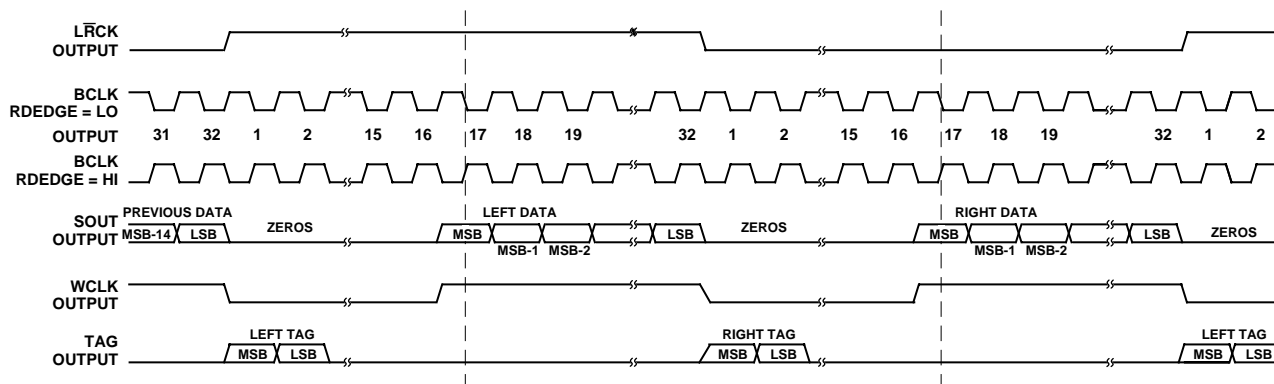 LR̅CK
OUTPUT
BCLK
RDEDGE = LO
OUTPUT 31 32 1 2 15 16 17 18 19 32 1 2 15 16 17 18 19 32 1 2
BCLK
RDEDGE = HI
PREVIOUS DATA LEFT DATA RIGHT DATA
SOUT
OUTPUT MSB-14 LSB ZEROS MSB LSB ZEROS MSB LSB ZEROS
MSB-1 MSB-2 MSB-1 MSB-2
WCLK
OUTPUT
LEFT TAG RIGHT TAG LEFT TAG
TAG
OUTPUT MSB LSB MSB LSB MSB LSB